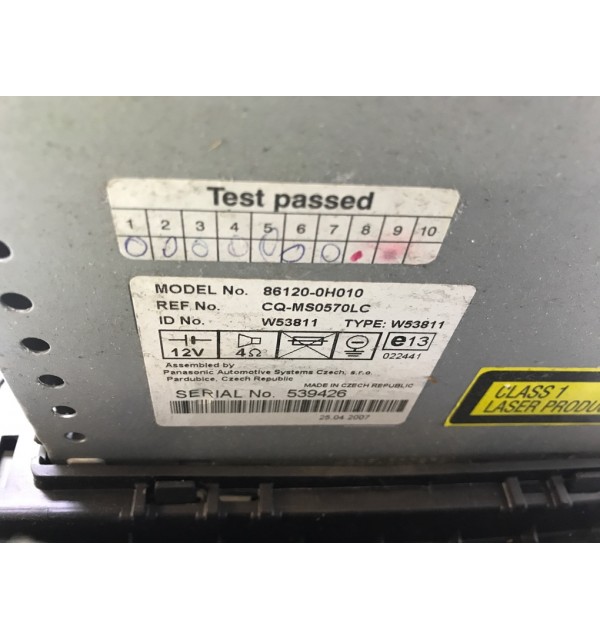 Test passed
1 2 3 4 5 6 7 8 9 10
MODEL No. 86120-0H010
REF No. CQ-MS0570LC
ID No. W53811 TYPE: W53811
12V 4Ω e13
022441
Assembled by
Panasonic Automotive Systems Czech, s.r.o.
Pardubice, Czech Republic
MADE IN CZECH REPUBLIC
SERIAL No. 539426
25.04.2007
CLASS 1
LASER PRODU